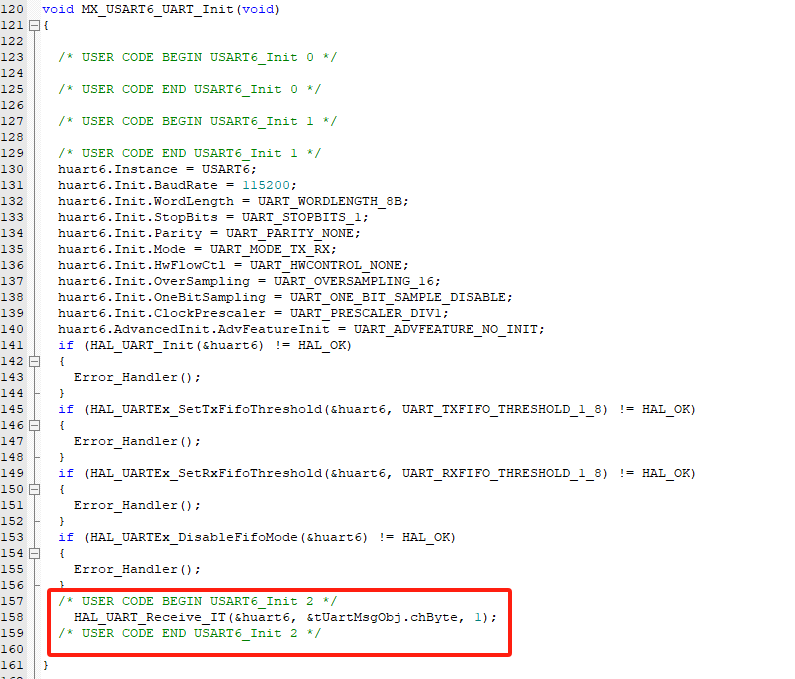 120 void MX_USART6_UART_Init(void)
121 {
122
123   /* USER CODE BEGIN USART6_Init 0 */
124
125   /* USER CODE END USART6_Init 0 */
126
127   /* USER CODE BEGIN USART6_Init 1 */
128
129   /* USER CODE END USART6_Init 1 */
130   huart6.Instance = USART6;
131   huart6.Init.BaudRate = 115200;
132   huart6.Init.WordLength = UART_WORDLENGTH_8B;
133   huart6.Init.StopBits = UART_STOPBITS_1;
134   huart6.Init.Parity = UART_PARITY_NONE;
135   huart6.Init.Mode = UART_MODE_TX_RX;
136   huart6.Init.HwFlowCtl = UART_HWCONTROL_NONE;
137   huart6.Init.OverSampling = UART_OVERSAMPLING_16;
138   huart6.Init.OneBitSampling = UART_ONE_BIT_SAMPLE_DISABLE;
139   huart6.Init.ClockPrescaler = UART_PRESCALER_DIV1;
140   huart6.AdvancedInit.AdvFeatureInit = UART_ADVFEATURE_NO_INIT;
141   if (HAL_UART_Init(&huart6) != HAL_OK)
142   {
143     Error_Handler();
144   }
145   if (HAL_UARTEx_SetTxFifoThreshold(&huart6, UART_TXFIFO_THRESHOLD_1_8) != HAL_OK)
146   {
147     Error_Handler();
148   }
149   if (HAL_UARTEx_SetRxFifoThreshold(&huart6, UART_RXFIFO_THRESHOLD_1_8) != HAL_OK)
150   {
151     Error_Handler();
152   }
153   if (HAL_UARTEx_DisableFifoMode(&huart6) != HAL_OK)
154   {
155     Error_Handler();
156   }
157   /* USER CODE BEGIN USART6_Init 2 */
158     HAL_UART_Receive_IT(&huart6, &tUartMsgObj.chByte, 1);
159   /* USER CODE END USART6_Init 2 */
160
161 }